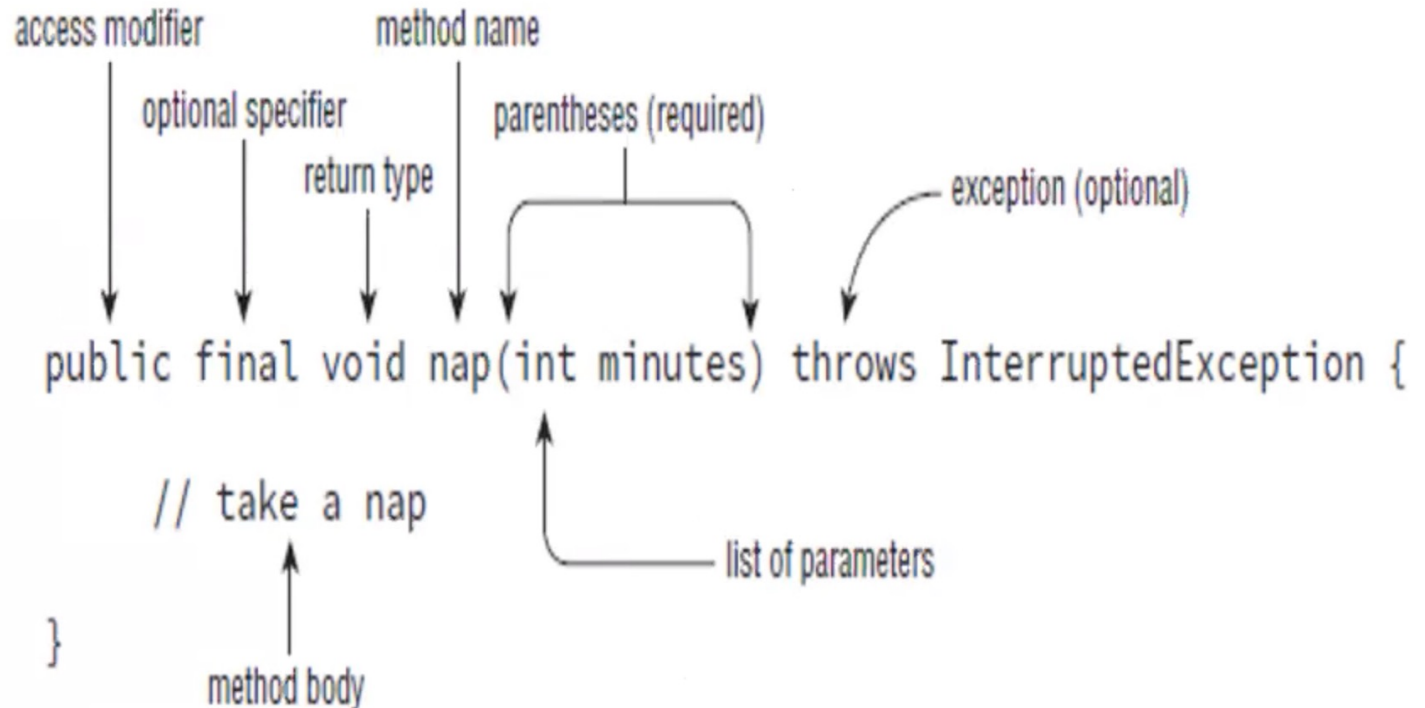 access modifier
method name
optional specifier
parentheses (required)
return type
exception (optional)
public final void nap(int minutes) throws InterruptedException {
// take a nap
list of parameters
}
method body